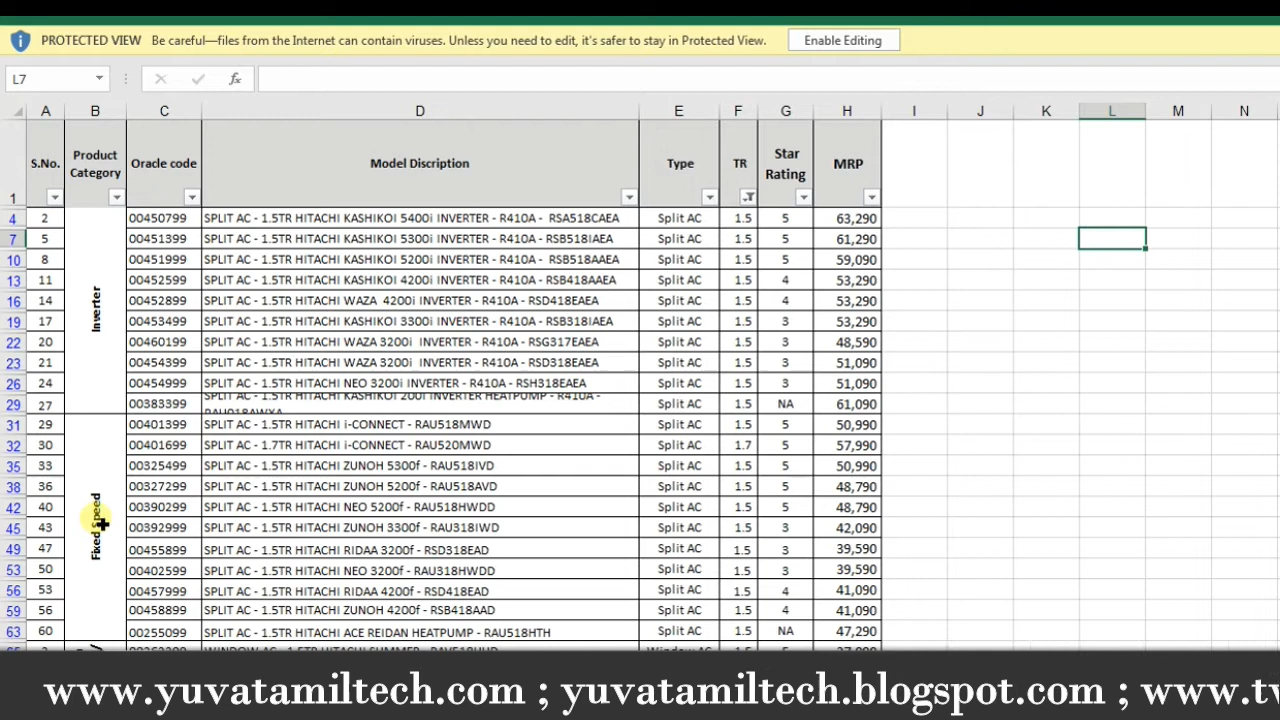 PROTECTED VIEW Be careful—files from the Internet can contain viruses. Unless you need to edit, it's safer to stay in Protected View. Enable Editing
L7 fx
A B C D E F G H I J K L M N
1 S.No. Product Category Oracle code Model Discription Type TR Star Rating MRP
4 2 00450799 SPLIT AC - 1.5TR HITACHI KASHIKOI 5400i INVERTER - R410A - RSA518CAEA Split AC 1.5 5 63,290
7 5 00451399 SPLIT AC - 1.5TR HITACHI KASHIKOI 5300i INVERTER - R410A - RSB518IAEA Split AC 1.5 5 61,290
10 8 00451999 SPLIT AC - 1.5TR HITACHI KASHIKOI 5200i INVERTER - R410A - RSB518AAEA Split AC 1.5 5 59,090
13 11 00452599 SPLIT AC - 1.5TR HITACHI KASHIKOI 4200i INVERTER - R410A - RSB418AAEA Split AC 1.5 4 53,290
16 14 Inverter 00452899 SPLIT AC - 1.5TR HITACHI WAZA 4200i INVERTER - R410A - RSD418EAEA Split AC 1.5 4 53,290
19 17 00453499 SPLIT AC - 1.5TR HITACHI KASHIKOI 3300i INVERTER - R410A - RSB318IAEA Split AC 1.5 3 53,290
22 20 00460199 SPLIT AC - 1.5TR HITACHI WAZA 3200i INVERTER - R410A - RSG317EAEA Split AC 1.5 3 48,590
23 21 00454399 SPLIT AC - 1.5TR HITACHI WAZA 3200i INVERTER - R410A - RSD318EAEA Split AC 1.5 3 51,090
26 24 00454999 SPLIT AC - 1.5TR HITACHI NEO 3200i INVERTER - R410A - RSH318EAEA Split AC 1.5 3 51,090
29 27 00383399 SPLIT AC - 1.5TR HITACHI KASHIKOI 200i INVERTER HEATPUMP - R410A - RAU018AWXA Split AC 1.5 NA 61,090
31 29 00401399 SPLIT AC - 1.5TR HITACHI i-CONNECT - RAU518MWD Split AC 1.5 5 50,990
32 30 00401699 SPLIT AC - 1.7TR HITACHI i-CONNECT - RAU520MWD Split AC 1.7 5 57,990
35 33 00325499 SPLIT AC - 1.5TR HITACHI ZUNOH 5300f - RAU518IVD Split AC 1.5 5 50,990
38 36 00327299 SPLIT AC - 1.5TR HITACHI ZUNOH 5200f - RAU518AVD Split AC 1.5 5 48,790
42 40 00390299 SPLIT AC - 1.5TR HITACHI NEO 5200f - RAU518HWDD Split AC 1.5 5 48,790
45 43 Fixed Speed 00392999 SPLIT AC - 1.5TR HITACHI ZUNOH 3300f - RAU318IWD Split AC 1.5 3 42,090
49 47 00455899 SPLIT AC - 1.5TR HITACHI RIDAA 3200f - RSD318EAD Split AC 1.5 3 39,590
53 50 00402599 SPLIT AC - 1.5TR HITACHI NEO 3200f - RAU318HWDD Split AC 1.5 3 39,590
56 53 00457999 SPLIT AC - 1.5TR HITACHI RIDAA 4200f - RSD418EAD Split AC 1.5 4 41,090
59 56 00458899 SPLIT AC - 1.5TR HITACHI ZUNOH 4200f - RSB418AAD Split AC 1.5 4 41,090
63 60 00255099 SPLIT AC - 1.5TR HITACHI ACE REIDAN HEATPUMP - RAU518HTH Split AC 1.5 NA 47,290
WINDOW AC - 1.5TR HITACHI SUMMER Window AC
www.yuvatamiltech.com ; yuvatamiltech.blogspot.com ; www.tv